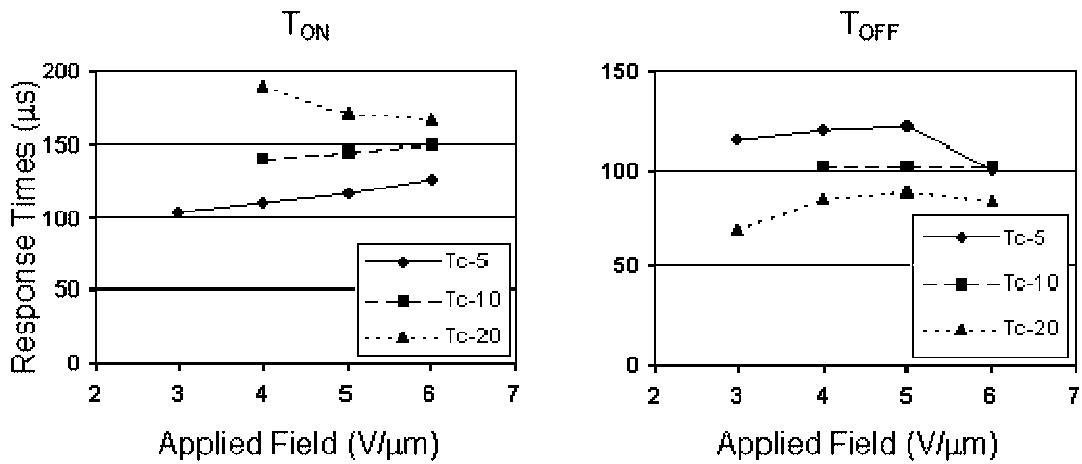 T_ON
Response Times (µs)
200
150
100
50
0
2 3 4 5 6 7
Tc-5
Tc-10
Tc-20
Applied Field (V/µm)
T_OFF
150
100
50
0
2 3 4 5 6 7
Tc-5
Tc-10
Tc-20
Applied Field (V/µm)